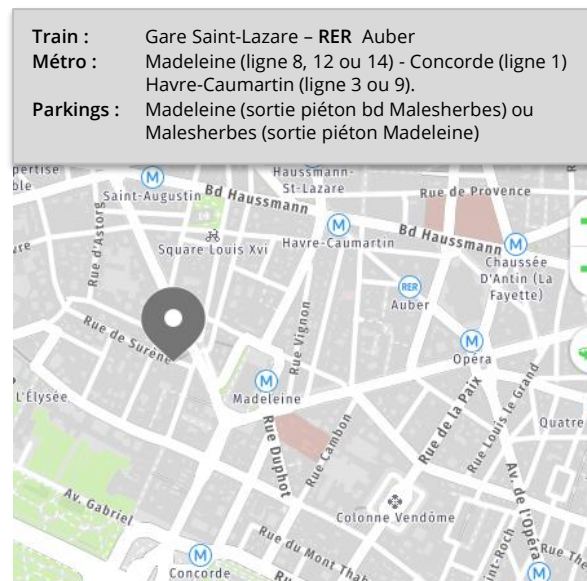 Train : Gare Saint-Lazare – RER Auber
Métro : Madeleine (ligne 8, 12 ou 14) - Concorde (ligne 1)
Havre-Caumartin (ligne 3 ou 9).
Parkings : Madeleine (sortie piéton bd Malesherbes) ou
Malesherbes (sortie piéton Madeleine)
Haussmann-
St-Lazare
M
Saint-Augustin
Bd Haussmann
Rue de Provence
Rue d'Astorg
Square Louis Xvi
M
Havre-Caumartin
Bd Haussmann
M
Chaussée
D'Antin (La
Fayette)
RER
Auber
Rue de Surène
Rue Vignon
M
Opéra
L'Élysée
M
Madeleine
Rue Duphot
Rue Cambon
Rue de la Paix
Rue Louis le Grand
Quatre
Av. de l'Opéra
Colonne Vendôme
Av. Gabriel
Rue du Mont Thab
M
Concorde
M